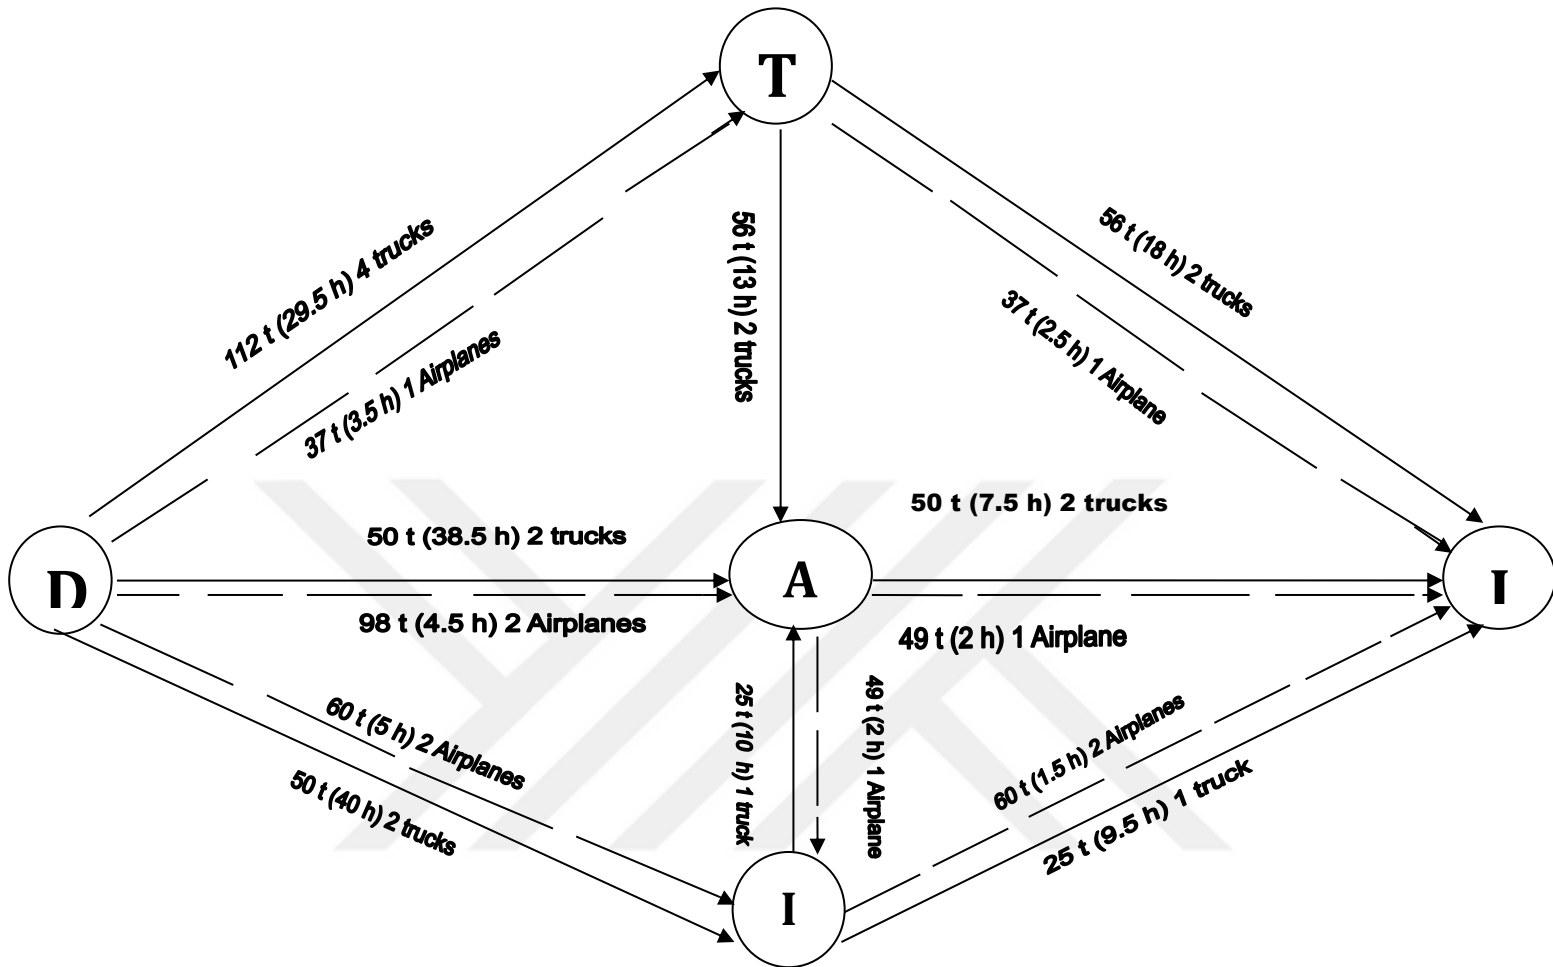 T
112 t (29.5 h) 4 trucks
37 t (3.5 h) 1 Airplanes
56 t (13 h) 2 trucks
56 t (18 h) 2 trucks
37 t (2.5 h) 1 Airplane
50 t (38.5 h) 2 trucks
50 t (7.5 h) 2 trucks
D
A
98 t (4.5 h) 2 Airplanes
49 t (2 h) 1 Airplane
60 t (5 h) 2 Airplanes
50 t (40 h) 2 trucks
25 t (10 h) 1 truck
49 t (2 h) 1 Airplane
60 t (1.5 h) 2 Airplanes
25 t (9.5 h) 1 truck
I